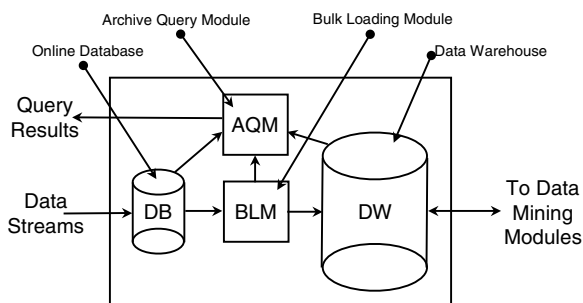 Archive Query Module
Bulk Loading Module
Online Database
Data Warehouse
Query
Results
AQM
Data
Streams
DB
BLM
DW
To Data
Mining
Modules